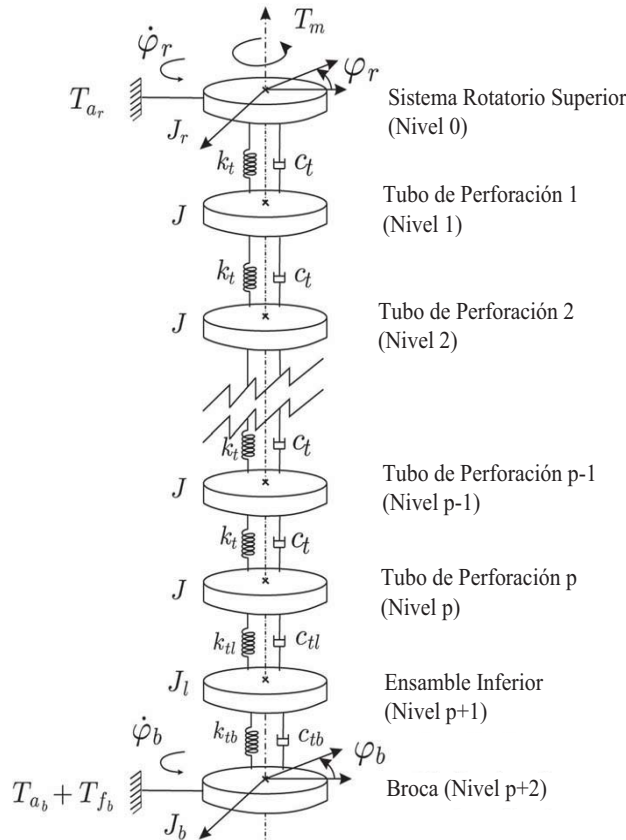 T_m
φ̇_r
φ_r
T_{a_r}
Sistema Rotatorio Superior
(Nivel 0)
J_r
k_t
c_t
Tubo de Perforación 1
J
(Nivel 1)
k_t
c_t
Tubo de Perforación 2
J
(Nivel 2)
k_t
c_t
Tubo de Perforación p-1
J
(Nivel p-1)
k_t
c_t
Tubo de Perforación p
J
(Nivel p)
k_{tl}
c_{tl}
Ensamble Inferior
J_l
(Nivel p+1)
k_{tb}
c_{tb}
φ̇_b
φ_b
T_{a_b} + T_{f_b}
Broca (Nivel p+2)
J_b